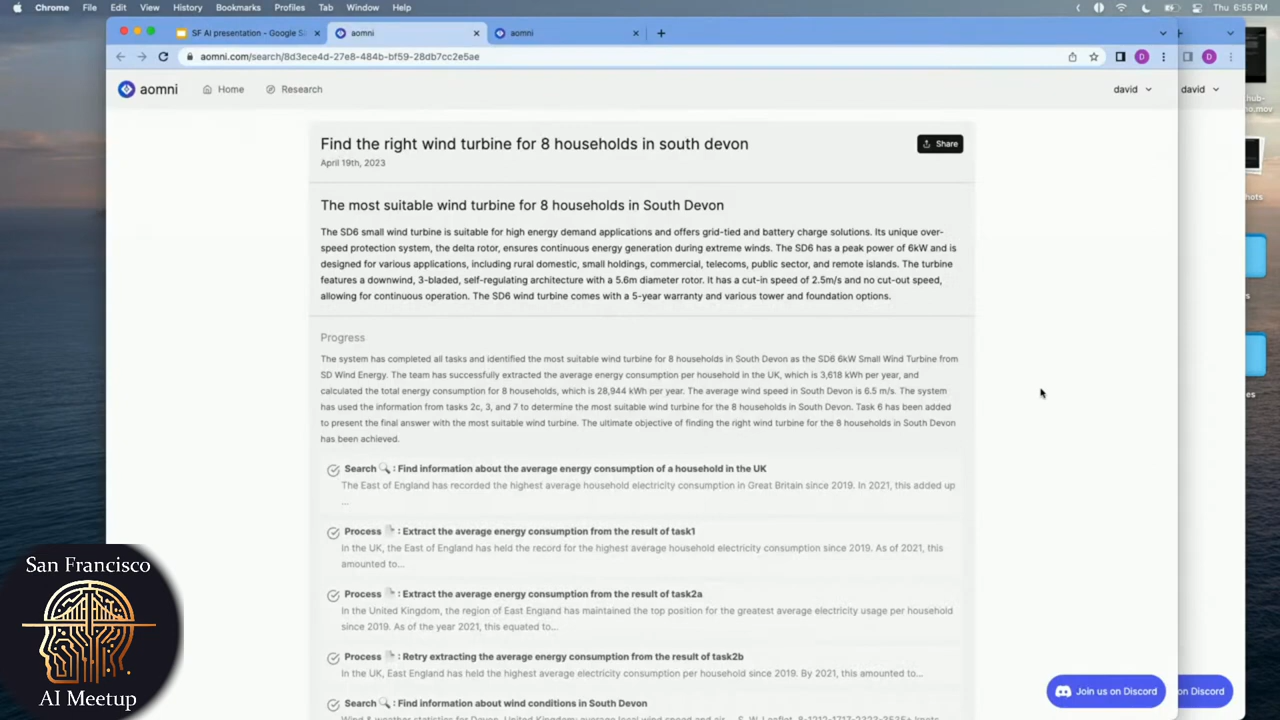 Chrome File Edit View History Bookmarks Profiles Tab Window Help
Thu 6:55 PM
SF AI presentation - Google S
aomni
aomni
aomni.com/search/8d3ece4d-27e8-484b-bf59-28db7cc2e5ae
D
D
aomni
Home
Research
david
david
hub-
no.mov
hots
s
es
Find the right wind turbine for 8 households in south devon
Share
April 19th, 2023
The most suitable wind turbine for 8 households in South Devon
The SD6 small wind turbine is suitable for high energy demand applications and offers grid-tied and battery charge solutions. Its unique over-
speed protection system, the delta rotor, ensures continuous energy generation during extreme winds. The SD6 has a peak power of 6kW and is
designed for various applications, including rural domestic, small holdings, commercial, telecoms, public sector, and remote islands. The turbine
features a downwind, 3-bladed, self-regulating architecture with a 5.6m diameter rotor. It has a cut-in speed of 2.5m/s and no cut-out speed,
allowing for continuous operation. The SD6 wind turbine comes with a 5-year warranty and various tower and foundation options.
Progress
The system has completed all tasks and identified the most suitable wind turbine for 8 households in South Devon as the SD6 6kW Small Wind Turbine from
SD Wind Energy. The team has successfully extracted the average energy consumption per household in the UK, which is 3,618 kWh per year, and
calculated the total energy consumption for 8 households, which is 28,944 kWh per year. The average wind speed in South Devon is 6.5 m/s. The system
has used the information from tasks 2c, 3, and 7 to determine the most suitable wind turbine for the 8 households in South Devon. Task 6 has been added
to present the final answer with the most suitable wind turbine. The ultimate objective of finding the right wind turbine for the 8 households in South Devon
has been achieved.
Search 🔍 : Find information about the average energy consumption of a household in the UK
The East of England has recorded the highest average household electricity consumption in Great Britain since 2019. In 2021, this added up
...
Process : Extract the average energy consumption from the result of task1
In the UK, the East of England has held the record for the highest average household electricity consumption since 2019. As of 2021, this
amounted to...
Process : Extract the average energy consumption from the result of task2a
In the United Kingdom, the region of East England has maintained the top position for the greatest average electricity usage per household
since 2019. As of the year 2021, this equated to...
Process : Retry extracting the average energy consumption from the result of task2b
In the UK, East England has held the highest average household electricity consumption per household since 2019. By 2021, this amounted to...
Search 🔍 : Find information about wind conditions in South Devon
Wind & weather statistics for Devon, United Kingdom: average local wind speed and air
Join us on Discord
on Discord
San Francisco
AI Meetup